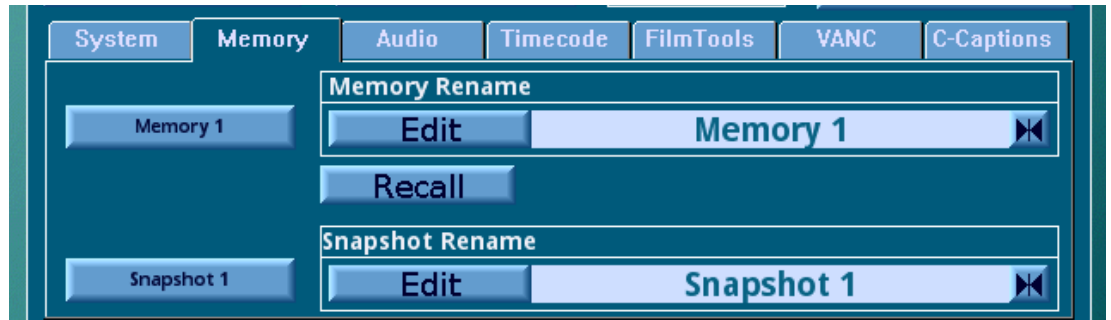 System Memory Audio Timecode FilmTools VANC C-Captions
Memory Rename
Memory 1 Edit Memory 1
Recall
Snapshot Rename
Snapshot 1 Edit Snapshot 1